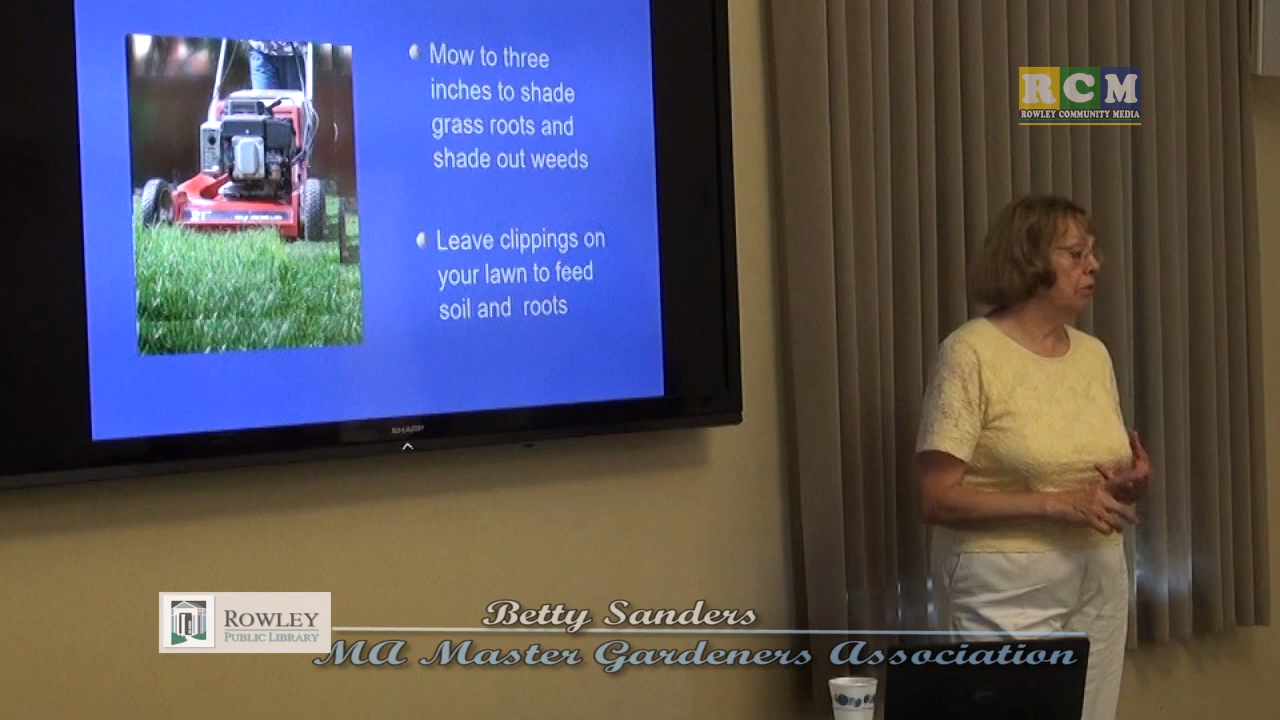 Mow to three
inches to shade
grass roots and
shade out weeds
Leave clippings on
your lawn to feed
soil and roots
SHARP
RCM
ROWLEY COMMUNITY MEDIA
ROWLEY
PUBLIC LIBRARY
Betty Sanders
MA Master Gardeners Association